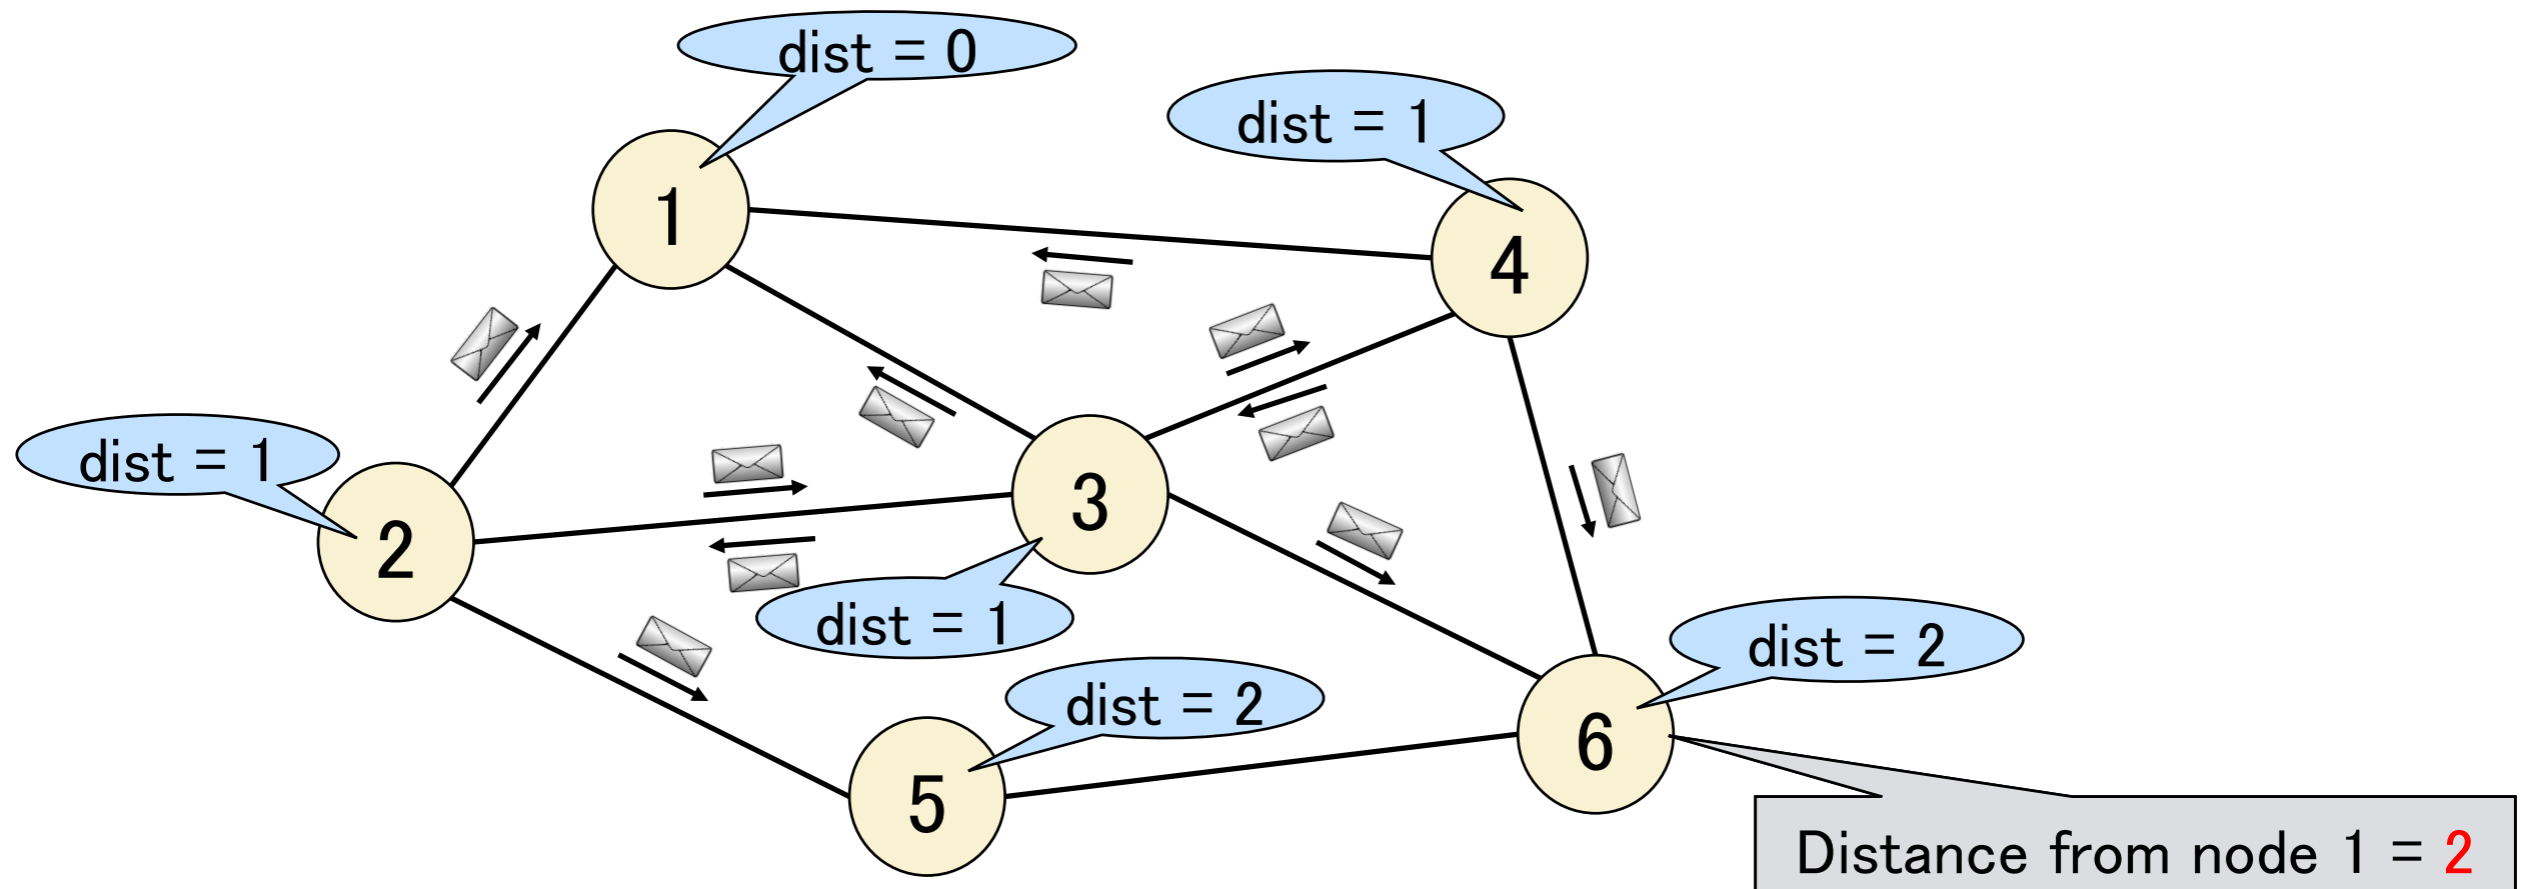 dist = 0
dist = 1
1
4
dist = 1
3
2
dist = 1
dist = 2
dist = 2
6
5
Distance from node 1 = 2